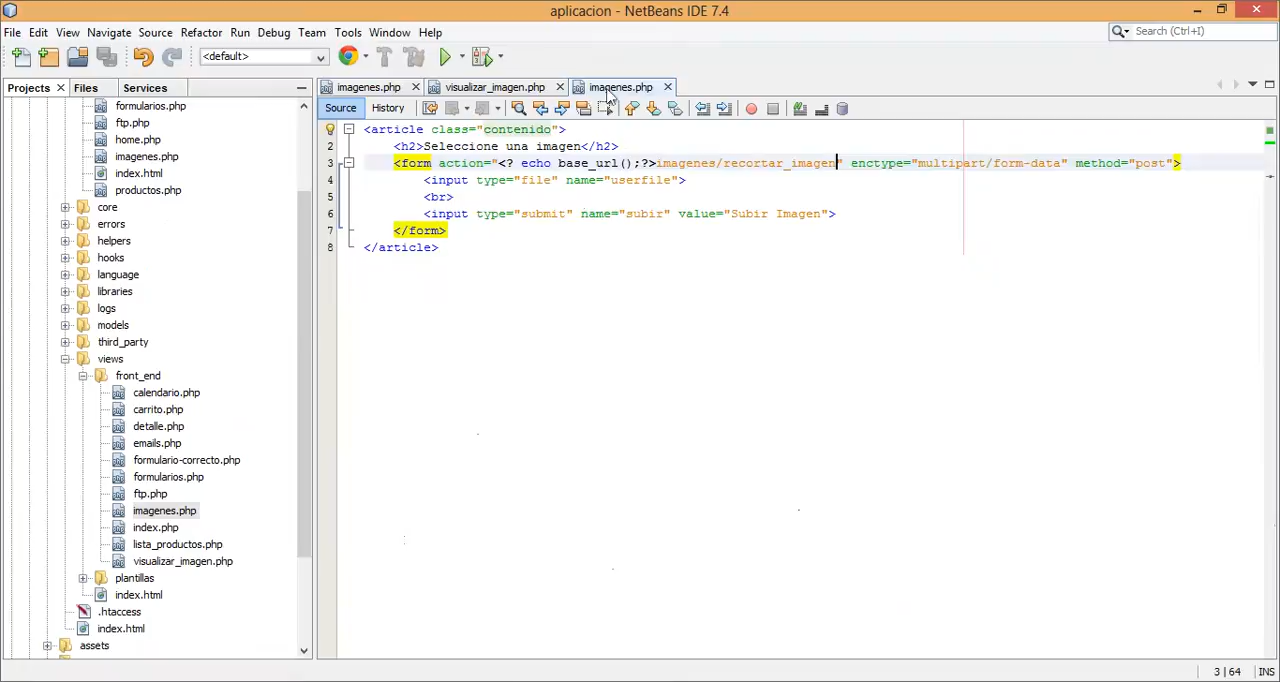 aplicacion - NetBeans IDE 7.4
File Edit View Navigate Source Refactor Run Debug Team Tools Window Help
Search (Ctrl+I)
<default>
Projects Files Services
imagenes.php visualizar_imagen.php imagenes.php
Source History
formularios.php
ftp.php
home.php
imagenes.php
index.html
productos.php
core
errors
helpers
hooks
language
libraries
logs
models
third_party
views
front_end
calendario.php
carrito.php
detalle.php
emails.php
formulario-correcto.php
formularios.php
ftp.php
imagenes.php
index.php
lista_productos.php
visualizar_imagen.php
plantillas
index.html
.htaccess
index.html
assets
<article class="contenido">
2 <h2>Seleccione una imagen</h2>
3 <form action="<? echo base_url();?>imagenes/recortar_imagen" enctype="multipart/form-data" method="post">
4 <input type="file" name="userfile">
5 <br>
6 <input type="submit" name="subir" value="Subir Imagen">
7 </form>
8 </article>
3 | 64 INS